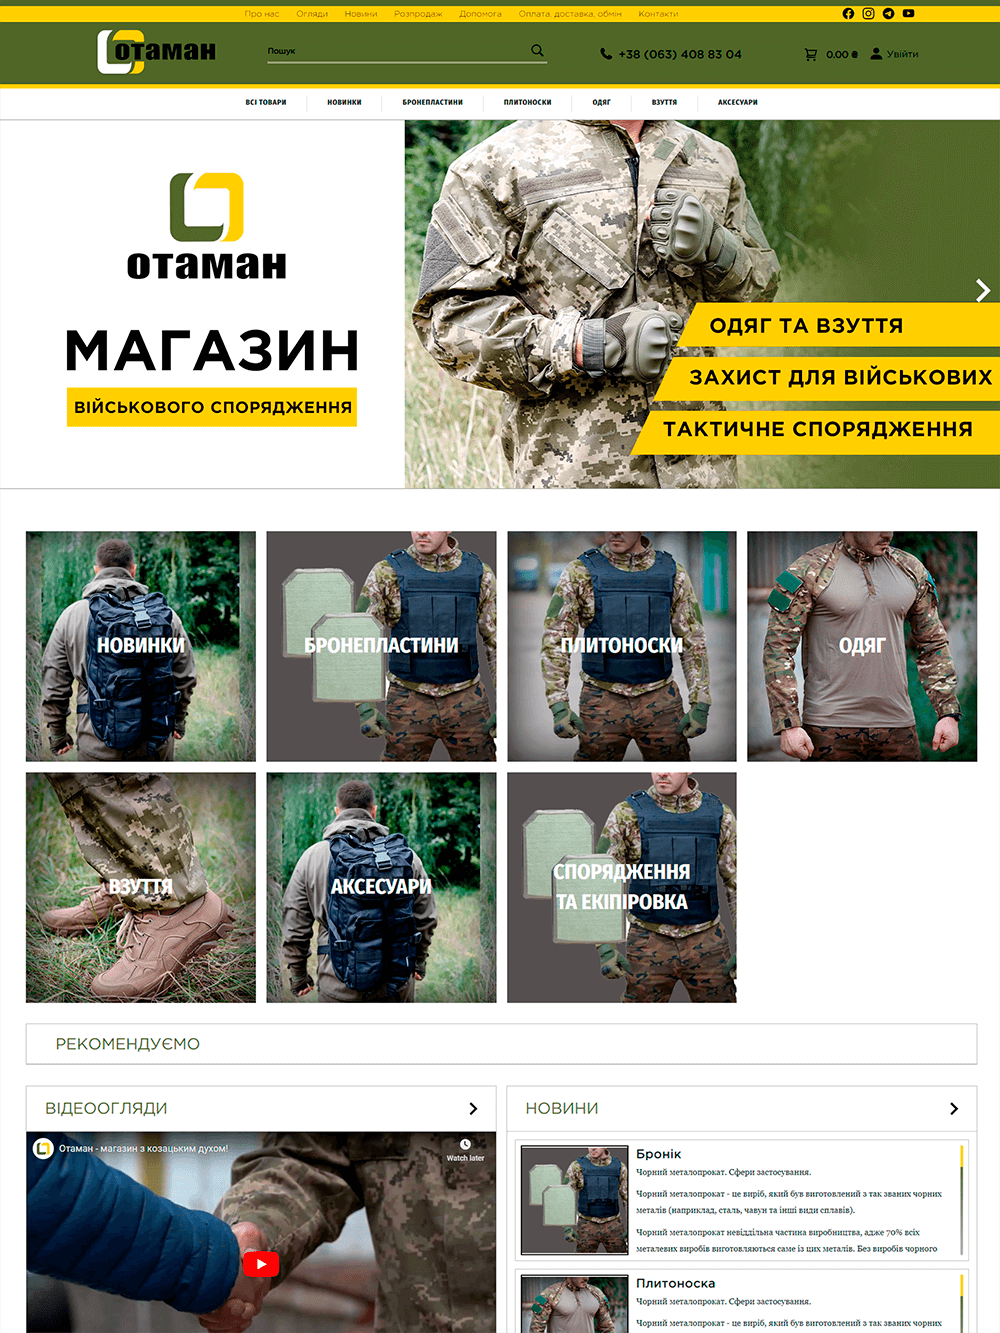 Про нас Огляди Новини Розпродаж Допомога Оплата, доставка, обмін Контакти
отаман
Пошук
+38 (063) 408 83 04
0.00 ₴
Увійти
ВСІ ТОВАРИ НОВИНКИ БРОНЕПЛАСТИНИ ПЛИТОНОСКИ ОДЯГ ВЗУТТЯ АКСЕСУАРИ
отаман
МАГАЗИН
ВІЙСЬКОВОГО СПОРЯДЖЕННЯ
ОДЯГ ТА ВЗУТТЯ
ЗАХИСТ ДЛЯ ВІЙСЬКОВИХ
ТАКТИЧНЕ СПОРЯДЖЕННЯ
НОВИНКИ
БРОНЕПЛАСТИНИ
ПЛИТОНОСКИ
ОДЯГ
ВЗУТТЯ
АКСЕСУАРИ
СПОРЯДЖЕННЯ
ТА ЕКІПІРОВКА
РЕКОМЕНДУЄМО
ВІДЕООГЛЯДИ
Отаман - магазин з козацьким духом!
Watch later
НОВИНИ
Бронік
Чорний металопрокат. Сфери застосування.
Чорний металопрокат - це виріб, який був виготовлений з так званих чорних
металів (наприклад, сталь, чавун та інші види сплавів).
Чорний металопрокат невіддільна частина виробництва, адже 70% всіх
металевих виробів виготовляються саме із цих металів. Без виробів чорного
Плитоноска
Чорний металопрокат. Сфери застосування.
Чорний металопрокат - це виріб, який був виготовлений з так званих чорних